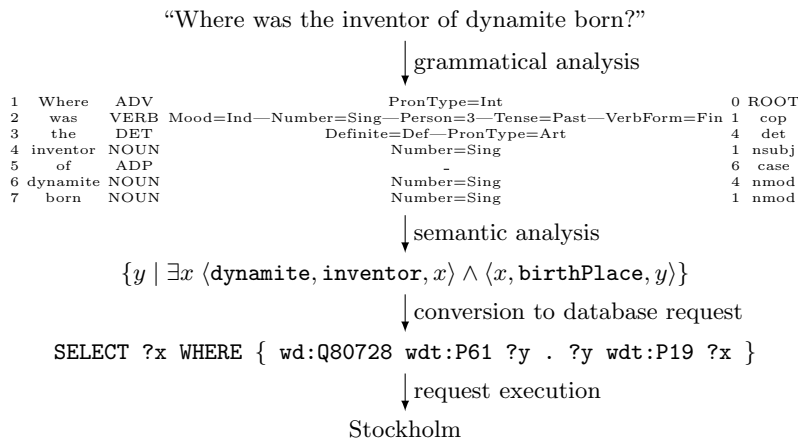 “Where was the inventor of dynamite born?”
grammatical analysis
1 Where ADV PronType=Int 0 ROOT
2 was VERB Mood=Ind—Number=Sing—Person=3—Tense=Past—VerbForm=Fin 1 cop
3 the DET Definite=Def—PronType=Art 4 det
4 inventor NOUN Number=Sing 1 nsubj
5 of ADP - 6 case
6 dynamite NOUN Number=Sing 4 nmod
7 born NOUN Number=Sing 1 nmod
semantic analysis
{y | ∃x ⟨dynamite, inventor, x⟩ ∧ ⟨x, birthPlace, y⟩}
conversion to database request
SELECT ?x WHERE { wd:Q80728 wdt:P61 ?y . ?y wdt:P19 ?x }
request execution
Stockholm